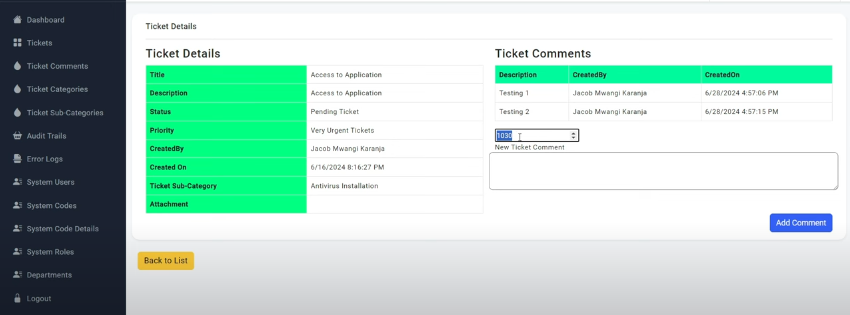 Dashboard
Tickets
Ticket Comments
Ticket Categories
Ticket Sub-Categories
Audit Trails
Error Logs
System Users
System Codes
System Code Details
System Roles
Departments
Logout
Ticket Details
Ticket Details
Title Access to Application
Description Access to Application
Status Pending Ticket
Priority Very Urgent Tickets
CreatedBy Jacob Mwangi Karanja
Created On 6/16/2024 8:16:27 PM
Ticket Sub-Category Antivirus Installation
Attachment
Back to List
Ticket Comments
Description CreatedBy CreatedOn
Testing 1 Jacob Mwangi Karanja 6/28/2024 4:57:06 PM
Testing 2 Jacob Mwangi Karanja 6/28/2024 4:57:15 PM
1030
New Ticket Comment
Add Comment